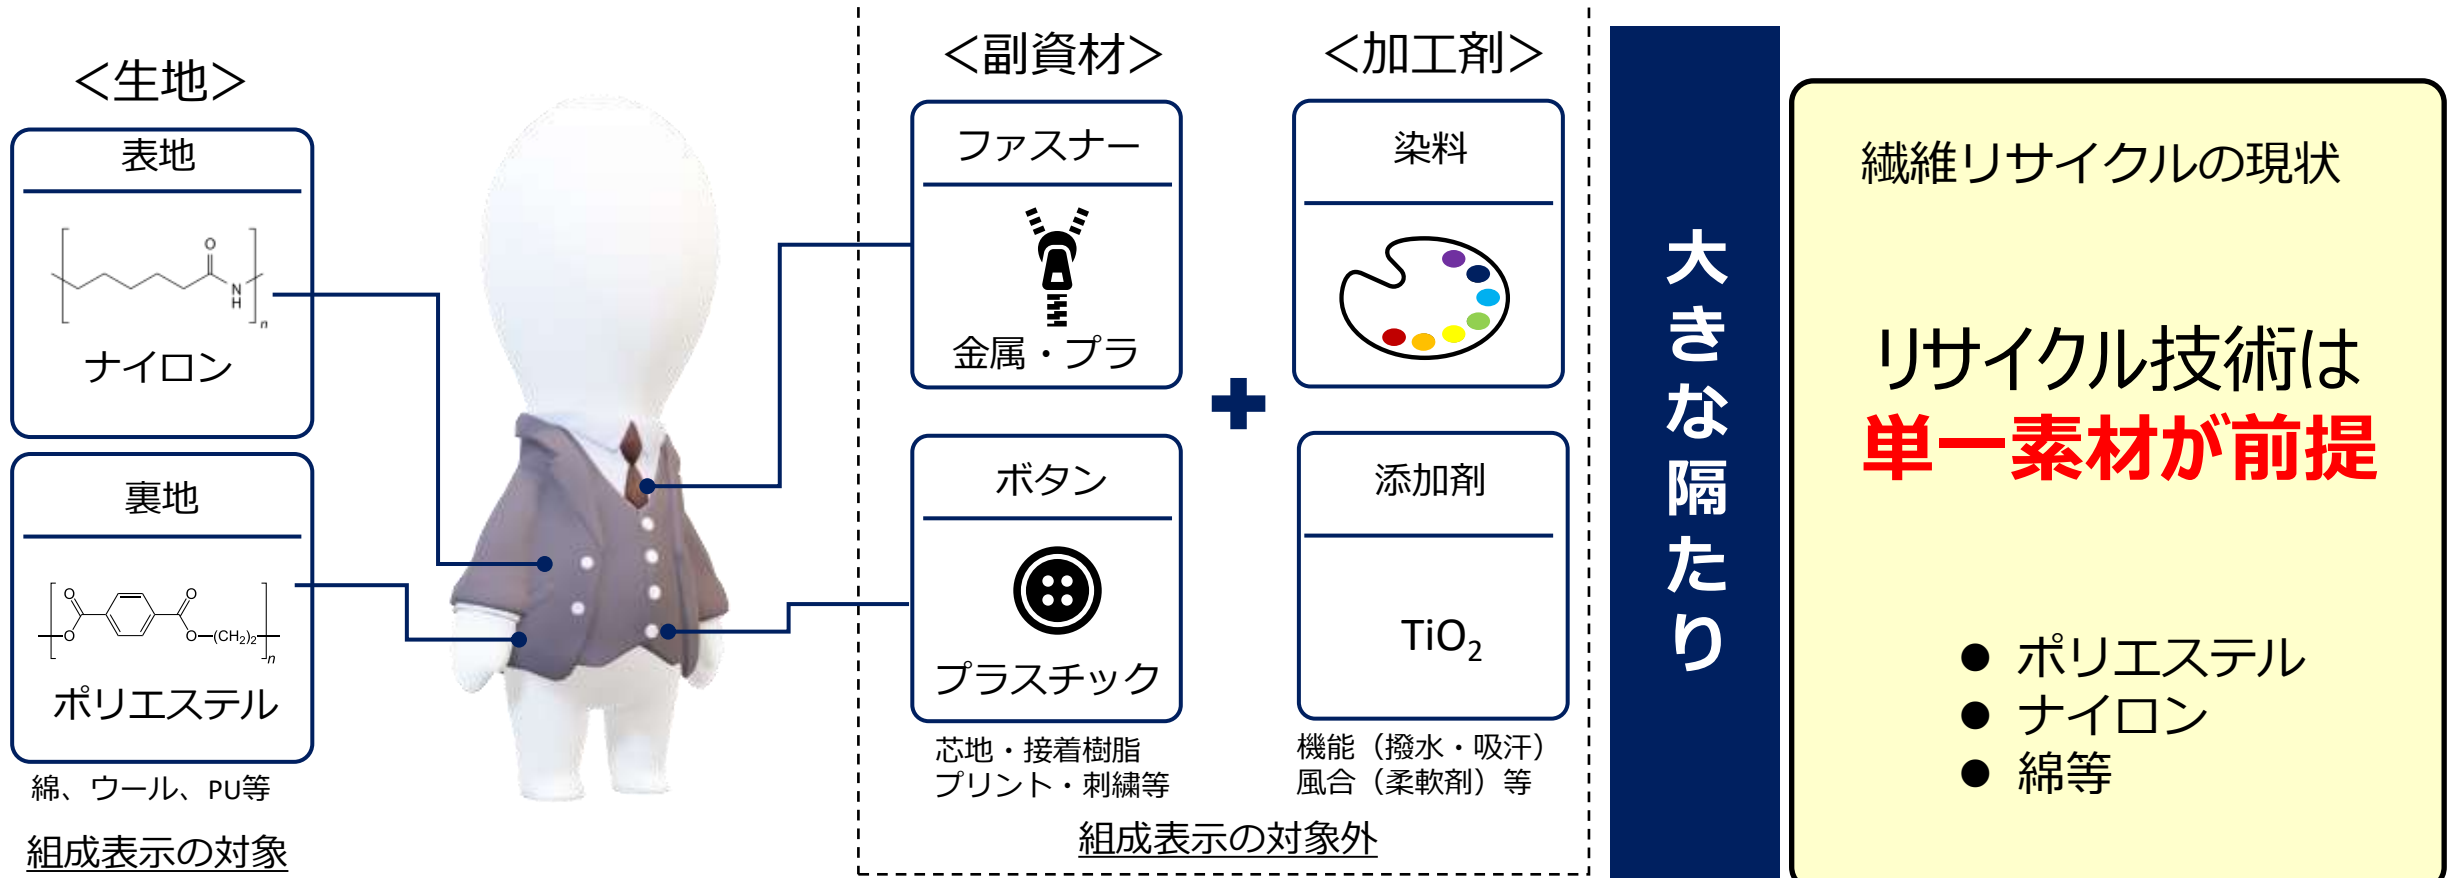 ＜生地＞
表地
O
N
H
n
ナイロン
裏地
O
O
O
O—(CH₂)₂
n
ポリエステル
綿、ウール、PU等
組成表示の対象
＜副資材＞
ファスナー
金属・プラ
ボタン
プラスチック
芯地・接着樹脂
プリント・刺繍等
＜加工剤＞
染料
添加剤
TiO₂
機能（撥水・吸汗）
風合（柔軟剤）等
組成表示の対象外
大きな隔たり
繊維リサイクルの現状
リサイクル技術は
単一素材が前提
● ポリエステル
● ナイロン
● 綿等